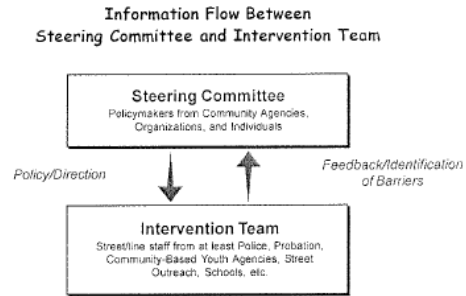 Information Flow Between
Steering Committee and Intervention Team
Steering Committee
Policymakers from Community Agencies,
Organizations, and Individuals
Policy/Direction
Feedback/Identification
of Barriers
Intervention Team
Street/line staff from at least Police, Probation,
Community-Based Youth Agencies, Street
Outreach, Schools, etc.